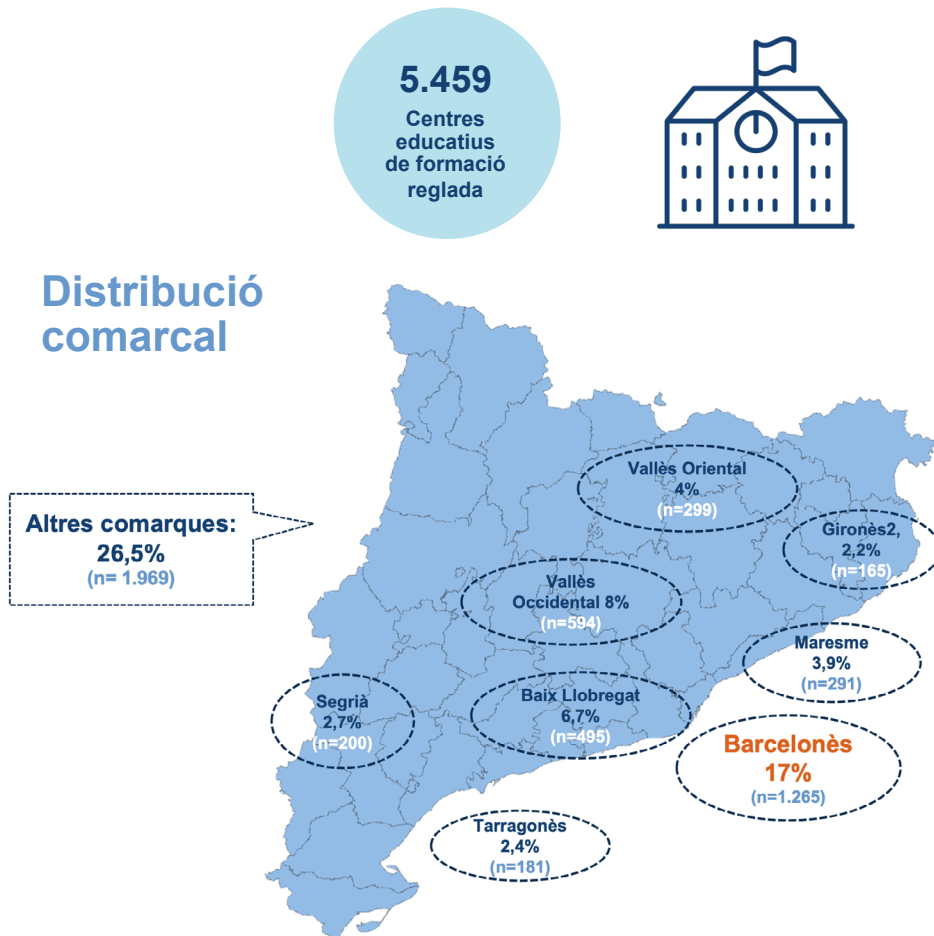 5.459
Centres
educatius
de formació
reglada
Distribució
comarcal
Vallès Oriental
4%
(n=299)
Altres comarques:
26,5%
(n= 1.969)
Gironès2,
2,2%
(n=165)
Vallès
Occidental 8%
(n=594)
Maresme
3,9%
(n=291)
Segrià
2,7%
(n=200)
Baix Llobregat
6,7%
(n=495)
Barcelonès
17%
(n=1.265)
Tarragonès
2,4%
(n=181)